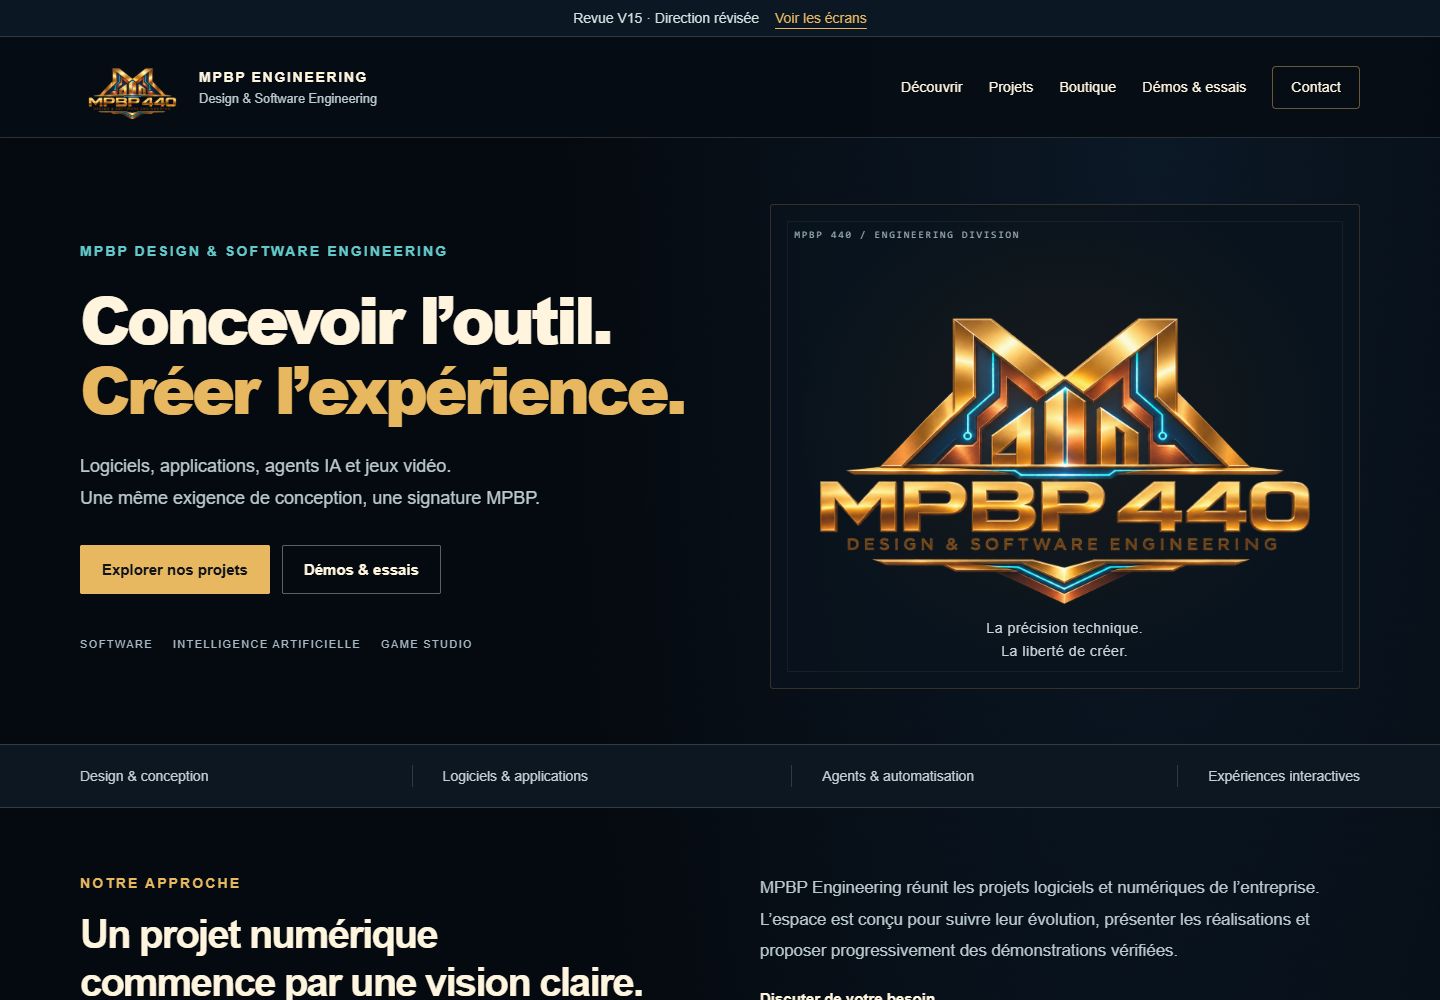 Revue V15 · Direction révisée Voir les écrans
MPBP 440
MPBP ENGINEERING
Design & Software Engineering
Découvrir Projets Boutique Démos & essais Contact
MPBP DESIGN & SOFTWARE ENGINEERING
Concevoir l’outil.
Créer l’expérience.
Logiciels, applications, agents IA et jeux vidéo.
Une même exigence de conception, une signature MPBP.
Explorer nos projets Démos & essais
SOFTWARE INTELLIGENCE ARTIFICIELLE GAME STUDIO
MPBP 440 / ENGINEERING DIVISION
MPBP 440
DESIGN & SOFTWARE ENGINEERING
La précision technique.
La liberté de créer.
Design & conception Logiciels & applications Agents & automatisation Expériences interactives
NOTRE APPROCHE
Un projet numérique
commence par une vision claire.
MPBP Engineering réunit les projets logiciels et numériques de l’entreprise.
L’espace est conçu pour suivre leur évolution, présenter les réalisations et
proposer progressivement des démonstrations vérifiées.
Discuter de votre besoin